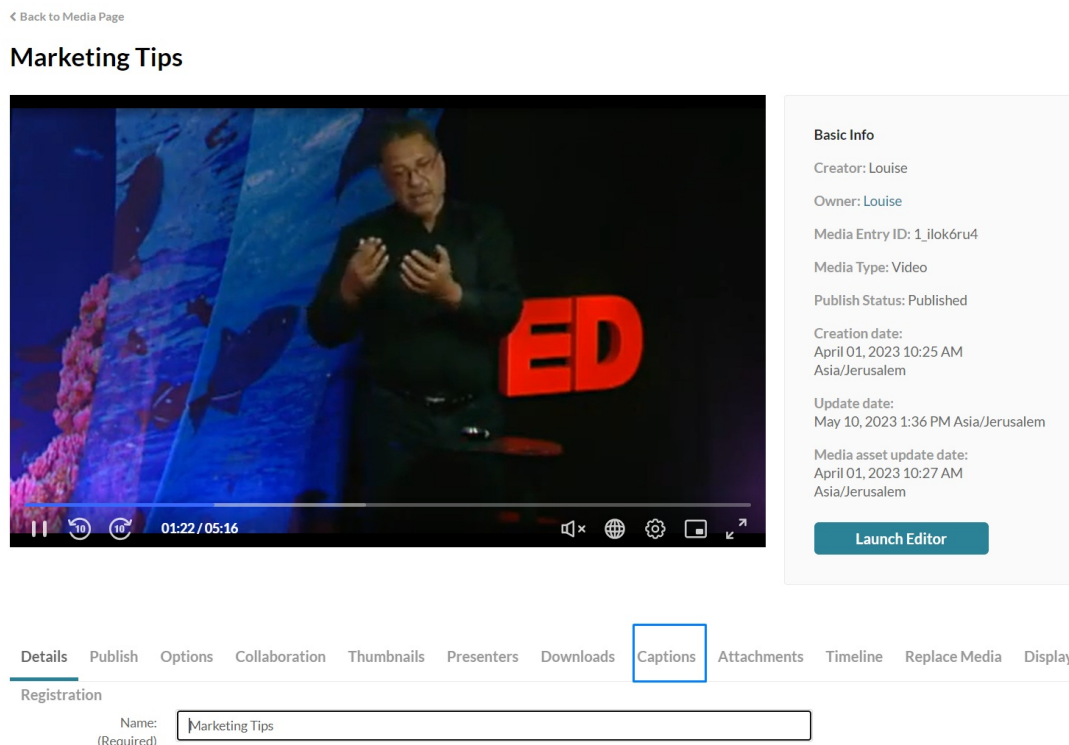 Back to Media Page
Marketing Tips
ED
10 10 01:22 / 05:16
Basic Info
Creator: Louise
Owner: Louise
Media Entry ID: 1_ilok6ru4
Media Type: Video
Publish Status: Published
Creation date:
April 01, 2023 10:25 AM
Asia/Jerusalem
Update date:
May 10, 2023 1:36 PM Asia/Jerusalem
Media asset update date:
April 01, 2023 10:27 AM
Asia/Jerusalem
Launch Editor
Details Publish Options Collaboration Thumbnails Presenters Downloads Captions Attachments Timeline Replace Media Display
Registration
Name: Marketing Tips
(Required)